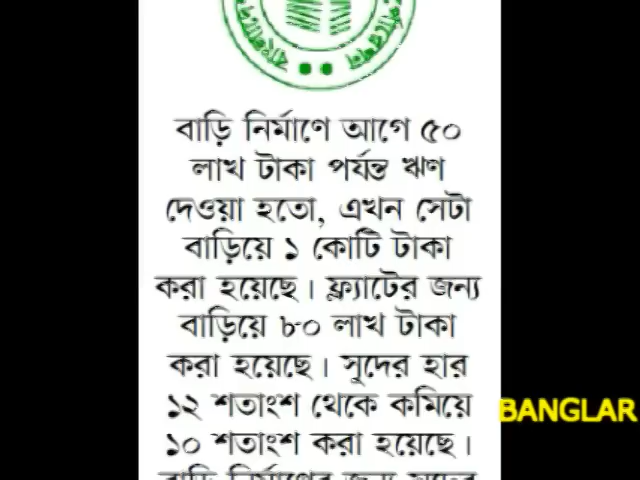 বাড়ি নির্মাণে আগে ৫০
লাখ টাকা পর্যন্ত ঋণ
দেওয়া হতো, এখন সেটা
বাড়িয়ে ১ কোটি টাকা
করা হয়েছে। ফ্ল্যাটের জন্য
বাড়িয়ে ৮০ লাখ টাকা
করা হয়েছে। সুদের হার
১২ শতাংশ থেকে কমিয়ে
১০ শতাংশ করা হয়েছে।
বাড়ি নির্মাণের জন্য সুদের
BANGLAR